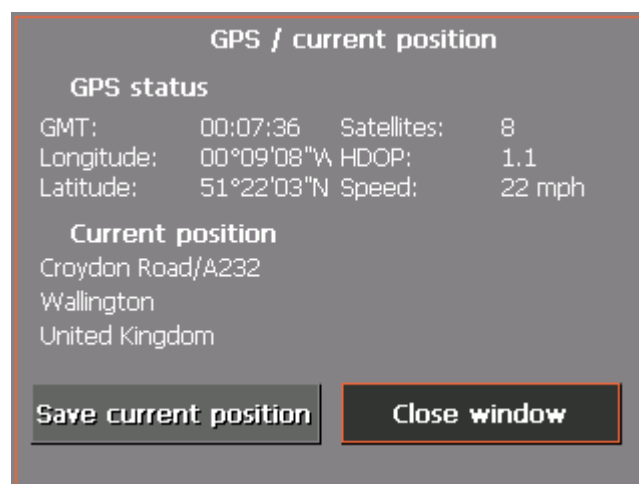 GPS / current position
GPS status
GMT: 00:07:36 Satellites: 8
Longitude: 00°09'08"W HDOP: 1.1
Latitude: 51°22'03"N Speed: 22 mph
Current position
Croydon Road/A232
Wallington
United Kingdom
Save current position Close window